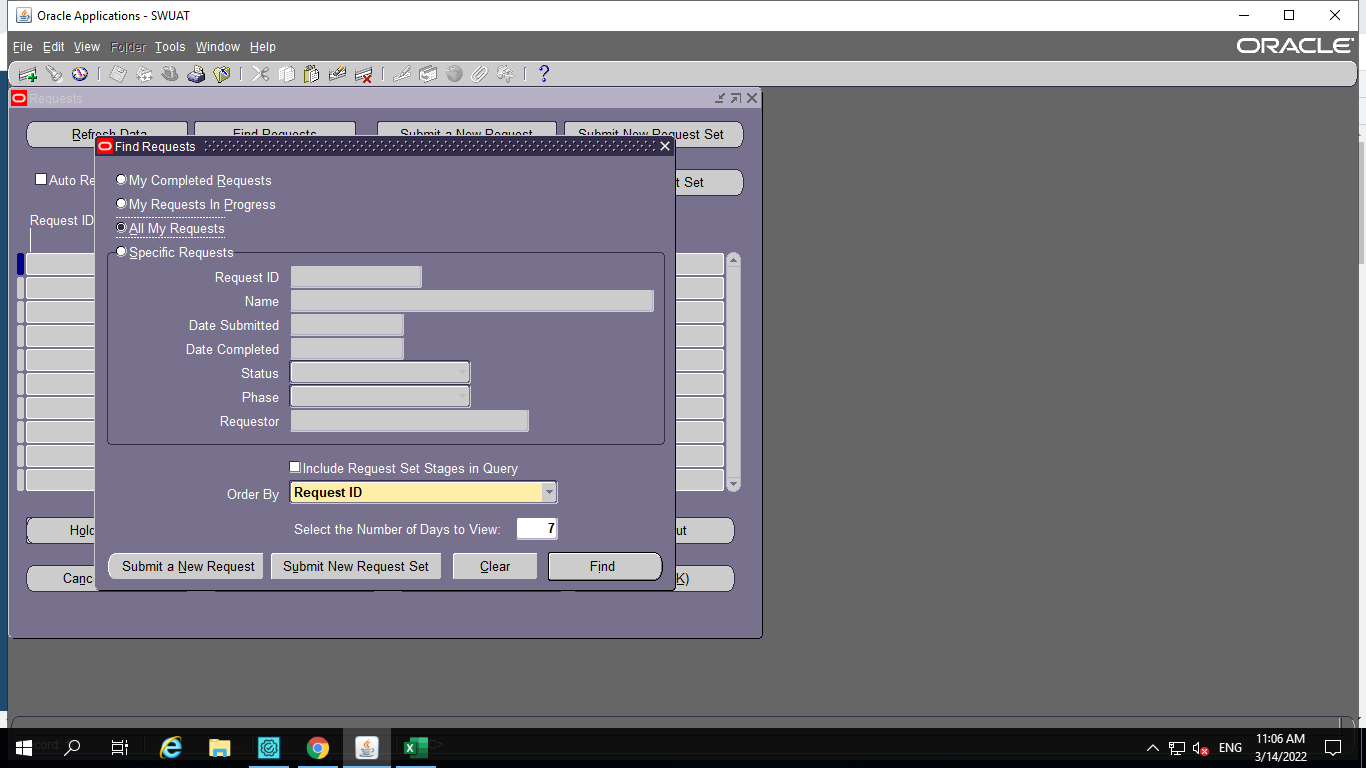 Oracle Applications - SWUAT
File Edit View Folder Tools Window Help
ORACLE
Requests
Refresh Data Find Requests Submit a New Request Submit New Request Set
Find Requests
Auto Re
t Set
My Completed Requests
My Requests In Progress
Request ID
All My Requests
Specific Requests
Request ID
Name
Date Submitted
Date Completed
Status
Phase
Requestor
Include Request Set Stages in Query
Order By Request ID
Select the Number of Days to View: 7
Hold
ut
Submit a New Request Submit New Request Set Clear Find
Canc
K)
cord:
ENG
11:06 AM
3/14/2022